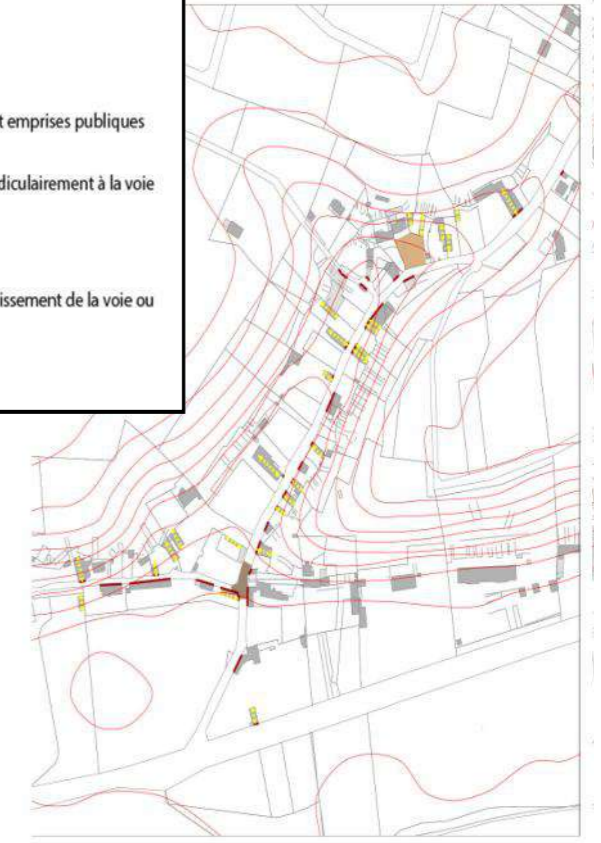 t emprises publiques
diculairement à la voie
issement de la voie ou